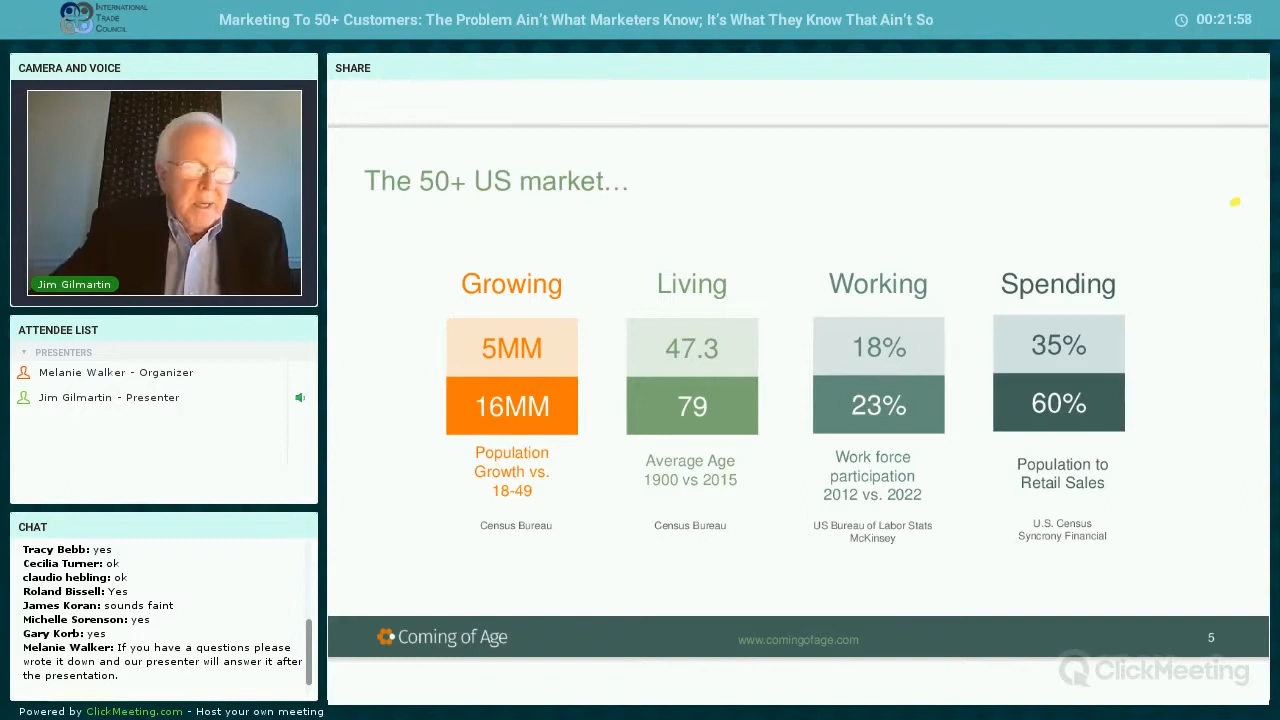 INTERNATIONAL
TRADE
COUNCIL
Marketing To 50+ Customers: The Problem Ain't What Marketers Know; It's What They Know That Ain't So
00:21:58
CAMERA AND VOICE
Jim Gilmartin
ATTENDEE LIST
PRESENTERS
Melanie Walker - Organizer
Jim Gilmartin - Presenter
CHAT
Tracy Bebb: yes
Cecilia Turner: ok
claudio hebling: ok
Roland Bissell: Yes
James Koran: sounds faint
Michelle Sorenson: yes
Gary Korb: yes
Melanie Walker: If you have a questions please
wrote it down and our presenter will answer it after
the presentation.
SHARE
The 50+ US market…
Growing
5MM
16MM
Population
Growth vs.
18-49
Census Bureau
Living
47.3
79
Average Age
1900 vs 2015
Census Bureau
Working
18%
23%
Work force
participation
2012 vs. 2022
US Bureau of Labor Stats
McKinsey
Spending
35%
60%
Population to
Retail Sales
U.S. Census
Syncrony Financial
Coming of Age
www.comingofage.com
5
ClickMeeting
Powered by ClickMeeting.com - Host your own meeting